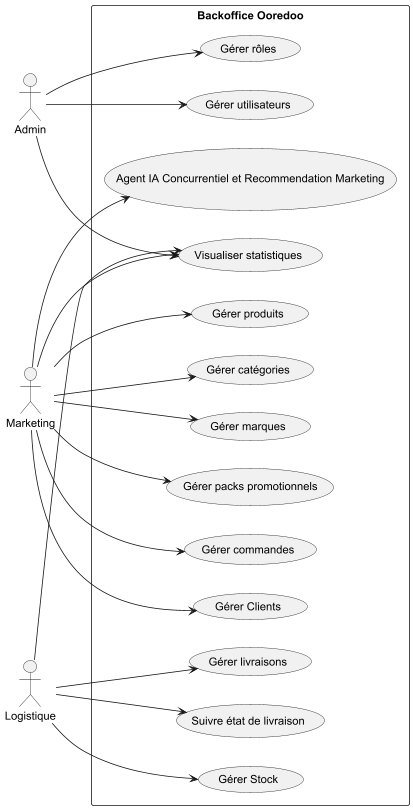 Backoffice Ooredoo
Gérer rôles
Gérer utilisateurs
Admin
Agent IA Concurrentiel et Recommendation Marketing
Visualiser statistiques
Gérer produits
Gérer catégories
Marketing
Gérer marques
Gérer packs promotionnels
Gérer commandes
Gérer Clients
Gérer livraisons
Logistique
Suivre état de livraison
Gérer Stock